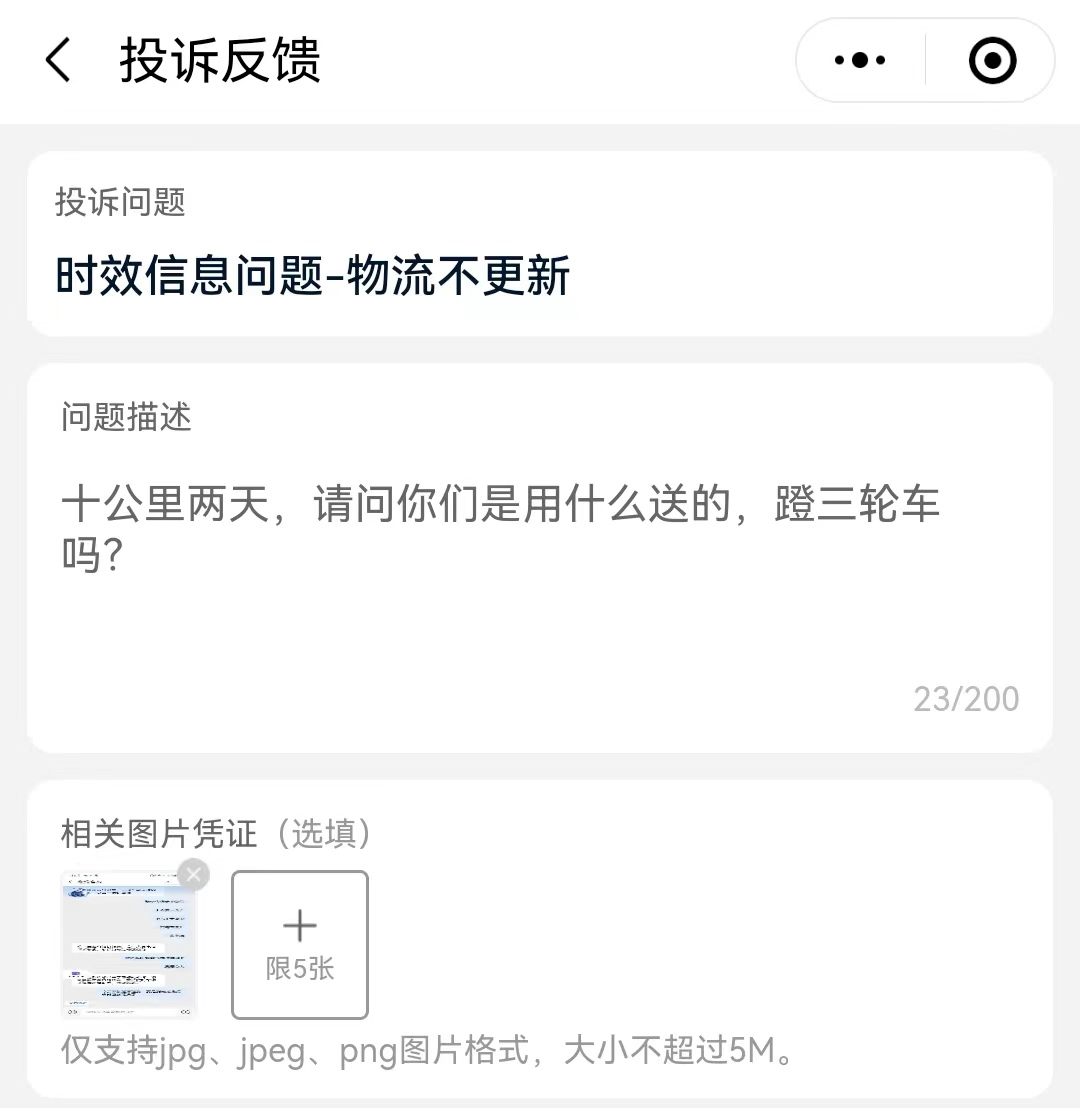 投诉反馈
投诉问题
时效信息问题-物流不更新
问题描述
十公里两天，请问你们是用什么送的，蹬三轮车
吗？
23/200
相关图片凭证（选填）
限5张
仅支持jpg、jpeg、png图片格式，大小不超过5M。